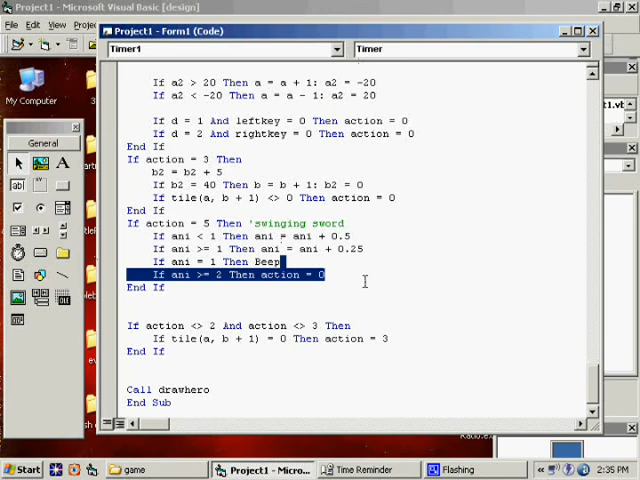 Project1 - Microsoft Visual Basic [design]
File Edit View Proje
Project1 - Form1 (Code)
Timer1 Timer
My Computer
General
A
ab|
If a2 > 20 Then a = a + 1: a2 = -20
If a2 < -20 Then a = a - 1: a2 = 20
If d = 1 And leftkey = 0 Then action = 0
If d = 2 And rightkey = 0 Then action = 0
End If
If action = 3 Then
b2 = b2 + 5
If b2 = 40 Then b = b + 1: b2 = 0
If tile(a, b + 1) <> 0 Then action = 0
End If
If action = 5 Then 'swinging sword
If ani < 1 Then ani = ani + 0.5
If ani >= 1 Then ani = ani + 0.25
If ani = 1 Then Beep
If ani >= 2 Then action = 0
End If
If action <> 2 And action <> 3 Then
If tile(a, b + 1) = 0 Then action = 3
End If
Call drawhero
End Sub
Start game Project1 - Micro... Time Reminder Flashing 2:35 PM